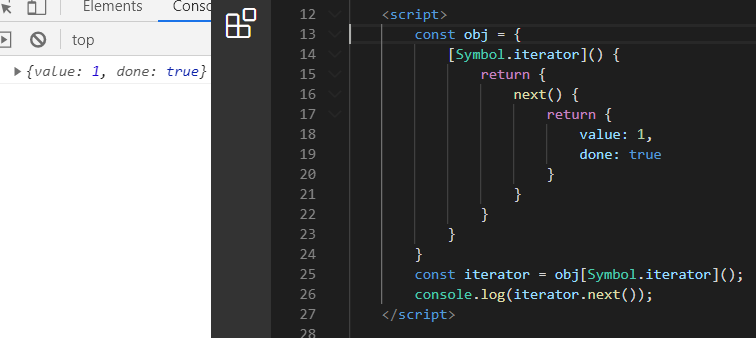 Elements Conso
top
{value: 1, done: true}
12 <script>
13 const obj = {
14 [Symbol.iterator]() {
15 return {
16 next() {
17 return {
18 value: 1,
19 done: true
20 }
21 }
22 }
23 }
24 }
25 const iterator = obj[Symbol.iterator]();
26 console.log(iterator.next());
27 </script>
28